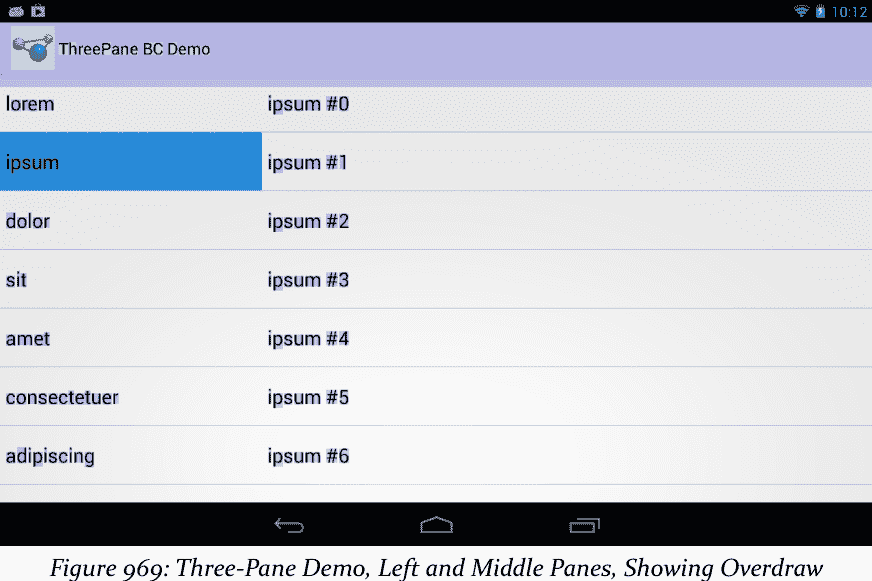 10:12
ThreePane BC Demo
lorem ipsum #0
ipsum ipsum #1
dolor ipsum #2
sit ipsum #3
amet ipsum #4
consectetuer ipsum #5
adipiscing ipsum #6
Figure 969: Three-Pane Demo, Left and Middle Panes, Showing Overdraw